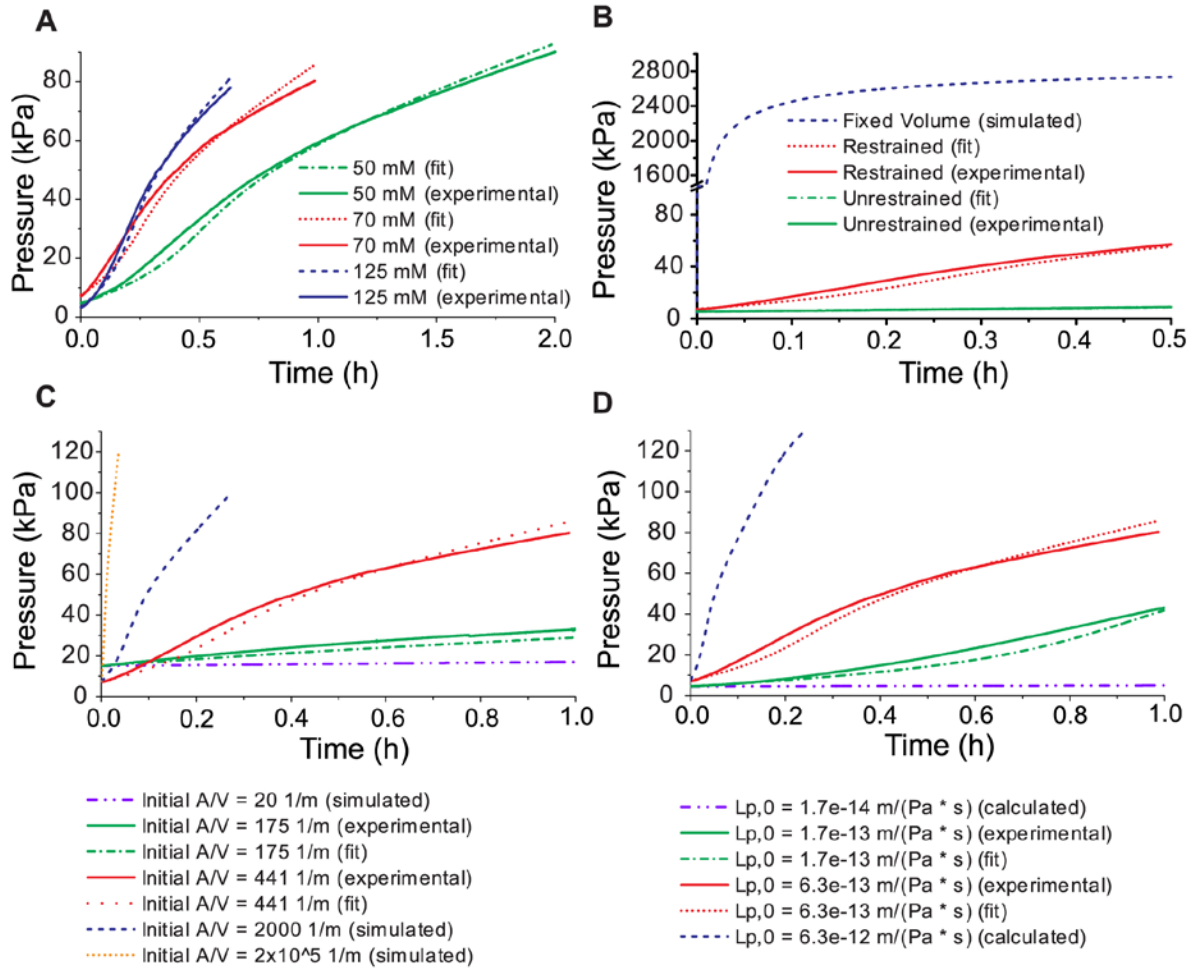 A
Pressure (kPa)
80
60
40
20
0
50 mM (fit)
50 mM (experimental)
70 mM (fit)
70 mM (experimental)
125 mM (fit)
125 mM (experimental)
0.0 0.5 1.0 1.5 2.0
Time (h)
B
Pressure (kPa)
2800
2400
2000
1600
80
40
0
Fixed Volume (simulated)
Restrained (fit)
Restrained (experimental)
Unrestrained (fit)
Unrestrained (experimental)
0.0 0.1 0.2 0.3 0.4 0.5
Time (h)
C
Pressure (kPa)
120
100
80
60
40
20
0
0.0 0.2 0.4 0.6 0.8 1.0
Time (h)
Initial A/V = 20 1/m (simulated)
Initial A/V = 175 1/m (experimental)
Initial A/V = 175 1/m (fit)
Initial A/V = 441 1/m (experimental)
Initial A/V = 441 1/m (fit)
Initial A/V = 2000 1/m (simulated)
Initial A/V = 2x10^5 1/m (simulated)
D
Pressure (kPa)
120
100
80
60
40
20
0
0.0 0.2 0.4 0.6 0.8 1.0
Time (h)
Lp,0 = 1.7e-14 m/(Pa * s) (calculated)
Lp,0 = 1.7e-13 m/(Pa * s) (experimental)
Lp,0 = 1.7e-13 m/(Pa * s) (fit)
Lp,0 = 6.3e-13 m/(Pa * s) (experimental)
Lp,0 = 6.3e-13 m/(Pa * s) (fit)
Lp,0 = 6.3e-12 m/(Pa * s) (calculated)